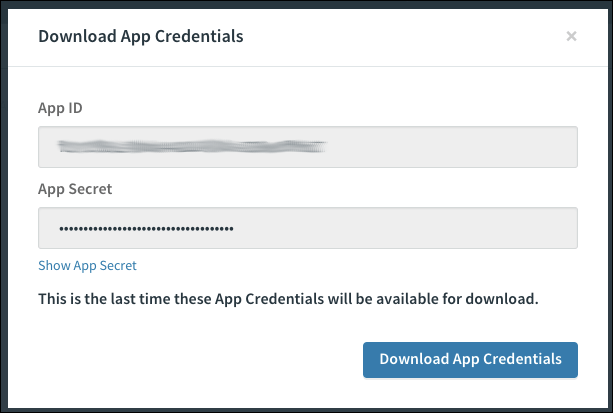 Download App Credentials
×
App ID
App Secret
••••••••••••••••••••••••••••••••••••
Show App Secret
This is the last time these App Credentials will be available for download.
Download App Credentials